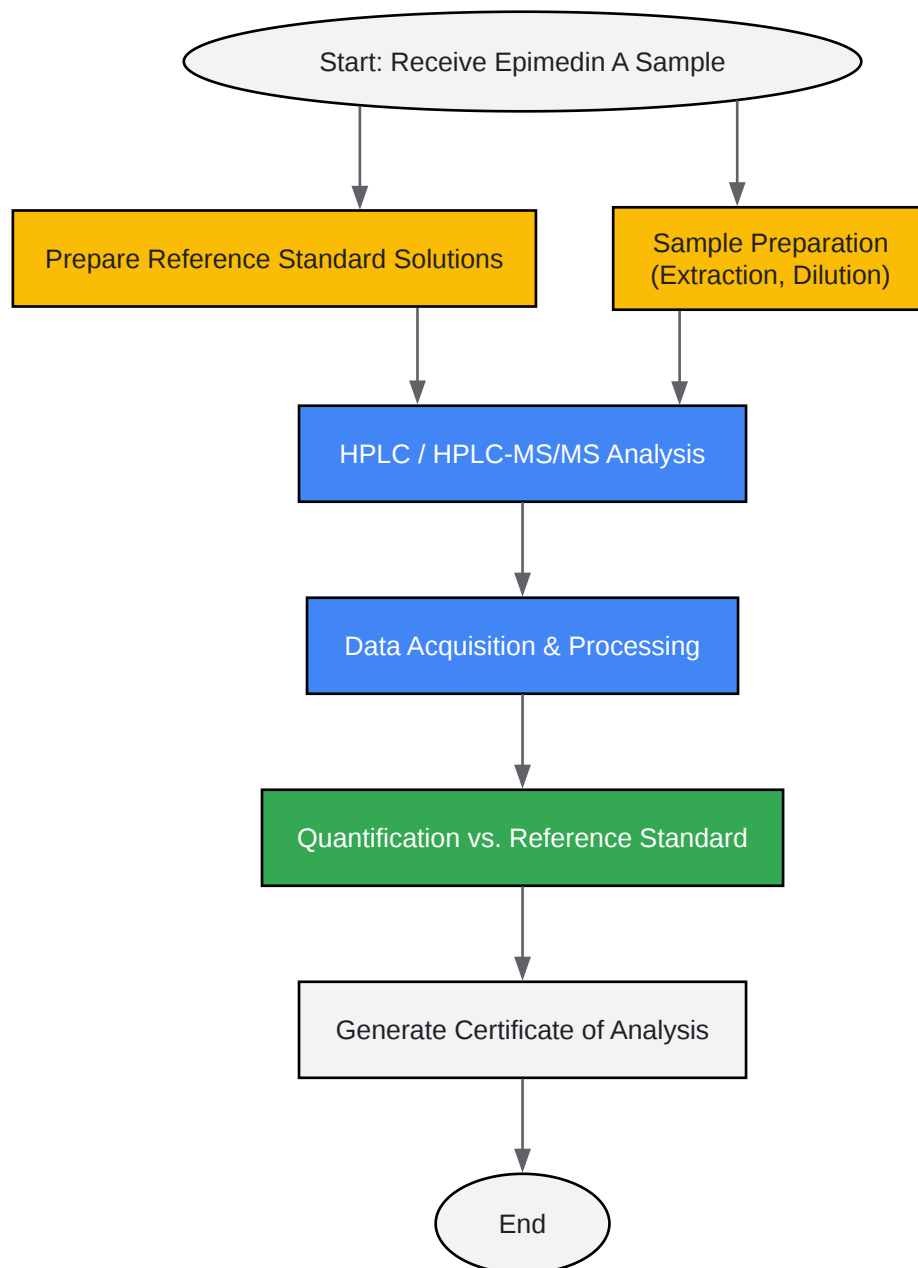 Start: Receive Epimedin A Sample
Prepare Reference Standard Solutions
Sample Preparation
(Extraction, Dilution)
HPLC / HPLC-MS/MS Analysis
Data Acquisition & Processing
Quantification vs. Reference Standard
Generate Certificate of Analysis
End